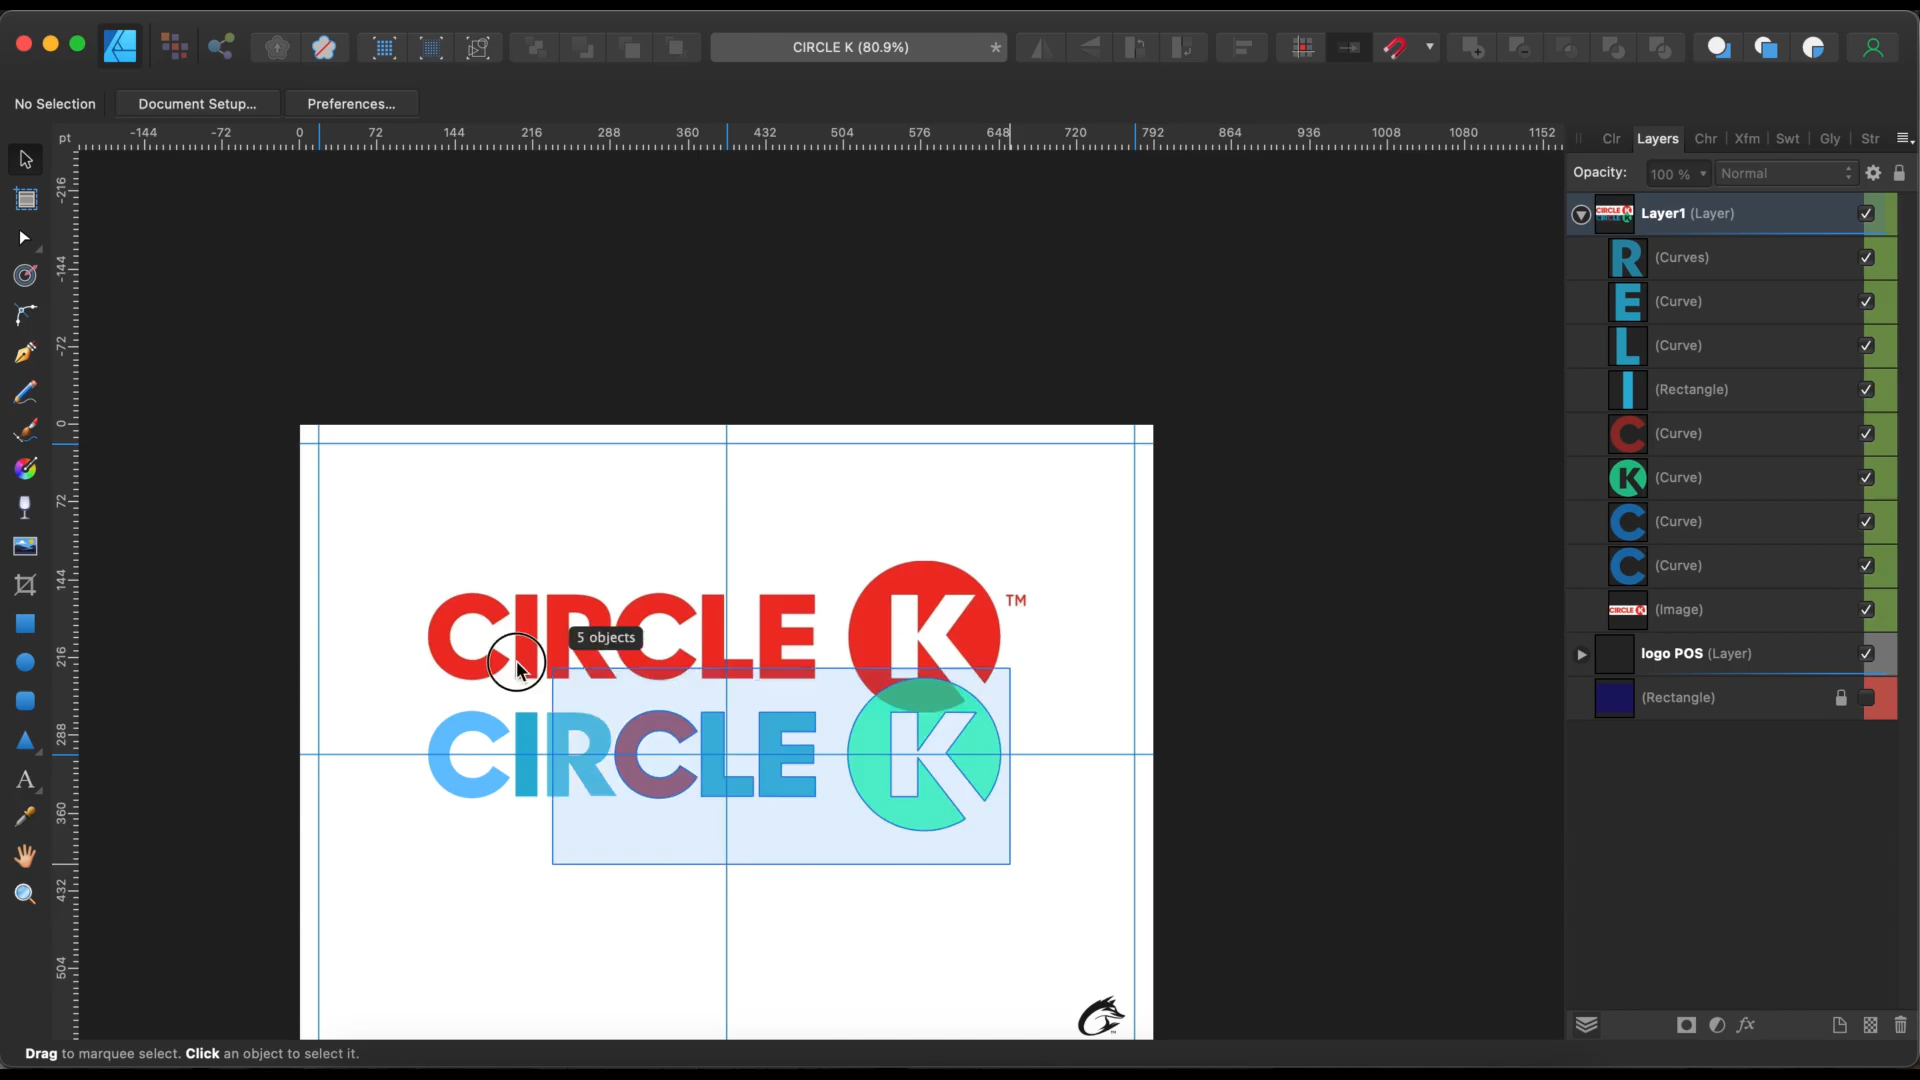 CIRCLE K (80.9%)
*
No Selection
Document Setup...
Preferences...
pt
-144 -72 0 72 144 216 288 360 432 504 576 648 720 792 864 936 1008 1080 1152
-216
-144
-72
0
72
144
216
288
360
432
504
Clr Layers Chr Xfm Swt Gly Str
Opacity: 100 % Normal
CIRCLE K
CIRCLE K
Layer1 (Layer)
R (Curves)
E (Curve)
L (Curve)
I (Rectangle)
C (Curve)
K (Curve)
C (Curve)
C (Curve)
CIRCLE K (Image)
logo POS (Layer)
(Rectangle)
CIRCLE K TM
5 objects
CIRCLE K
A
fx
Drag to marquee select. Click an object to select it.